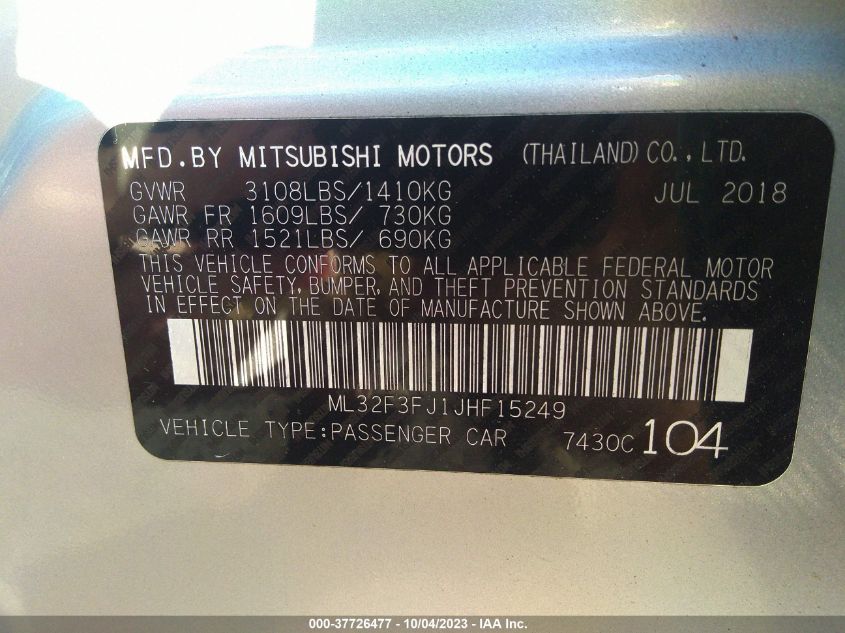 MFD.BY MITSUBISHI MOTORS (THAILAND) CO.,LTD.
GVWR 3108LBS/1410KG JUL 2018
GAWR FR 1609LBS/ 730KG
GAWR RR 1521LBS/ 690KG
THIS VEHICLE CONFORMS TO ALL APPLICABLE FEDERAL MOTOR
VEHICLE SAFETY, BUMPER, AND THEFT PREVENTION STANDARDS
IN EFFECT ON THE DATE OF MANUFACTURE SHOWN ABOVE.
ML32F3FJ1JHF15249
VEHICLE TYPE:PASSENGER CAR 7430C 104
000-37726477 - 10/04/2023 - IAA Inc.